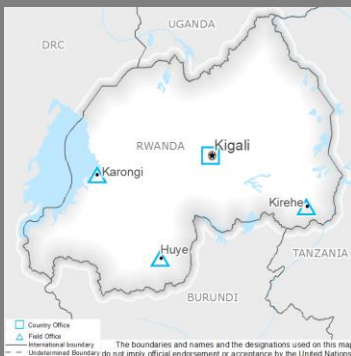 UGANDA
DRC
RWANDA
Kigali
Karongi
Kirehe
Huye
TANZANIA
BURUNDI
Country Office
Field Office
International boundary
Undetermined Boundary
The boundaries and names and the designations used on this map
do not imply official endorsement or acceptance by the United Nations